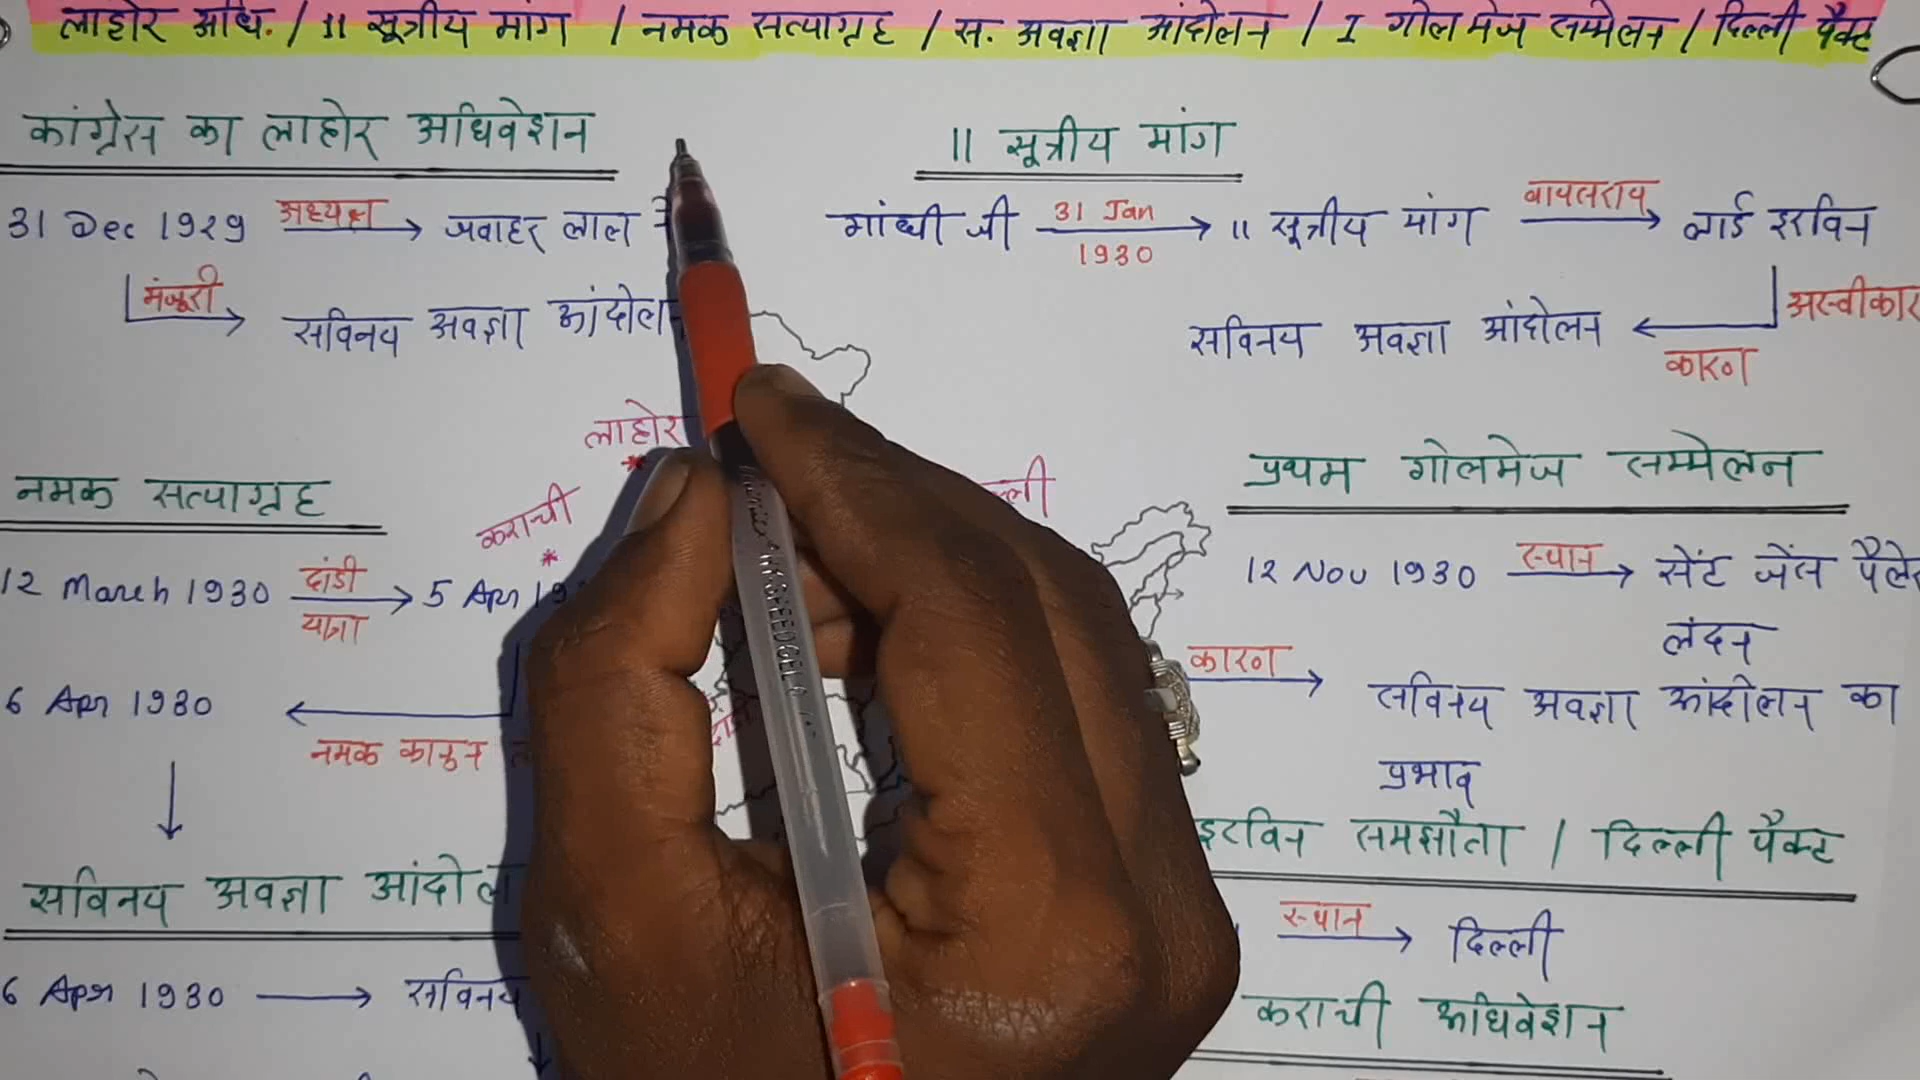 लाहोर अधि. / 11 सूत्रीय मांग / नमक सत्याग्रह / स. अवज्ञा आंदोलन / I गोलमेज सम्मेलन / दिल्ली पैक्ट
कांग्रेस का लाहोर अधिवेशन
31 Dec 1929 अध्यक्ष जवाहर लाल
मंजूरी
सविनय अवज्ञा आंदोल
11 सूत्रीय मांग
गांधी जी 31 Jan 1930 11 सूत्रीय मांग वायसराय लार्ड इरविन
अस्वीकार
सविनय अवज्ञा आंदोलन
कारण
लाहोर
कराची
नमक सत्याग्रह
12 March 1930 दांडी यात्रा 5 Apr
6 Apr 1930
नमक कानुन
सविनय अवज्ञा आंदोल
6 Apr 1930 सविनय
प्रथम गोलमेज सम्मेलन
12 Nov 1930 स्थान सेंट जेंस पैले
लंदन
कारण
सविनय अवज्ञा आंदोलन का
प्रभाव
इरविन समझौता / दिल्ली पैक्ट
स्थान दिल्ली
कराची अधिवेशन